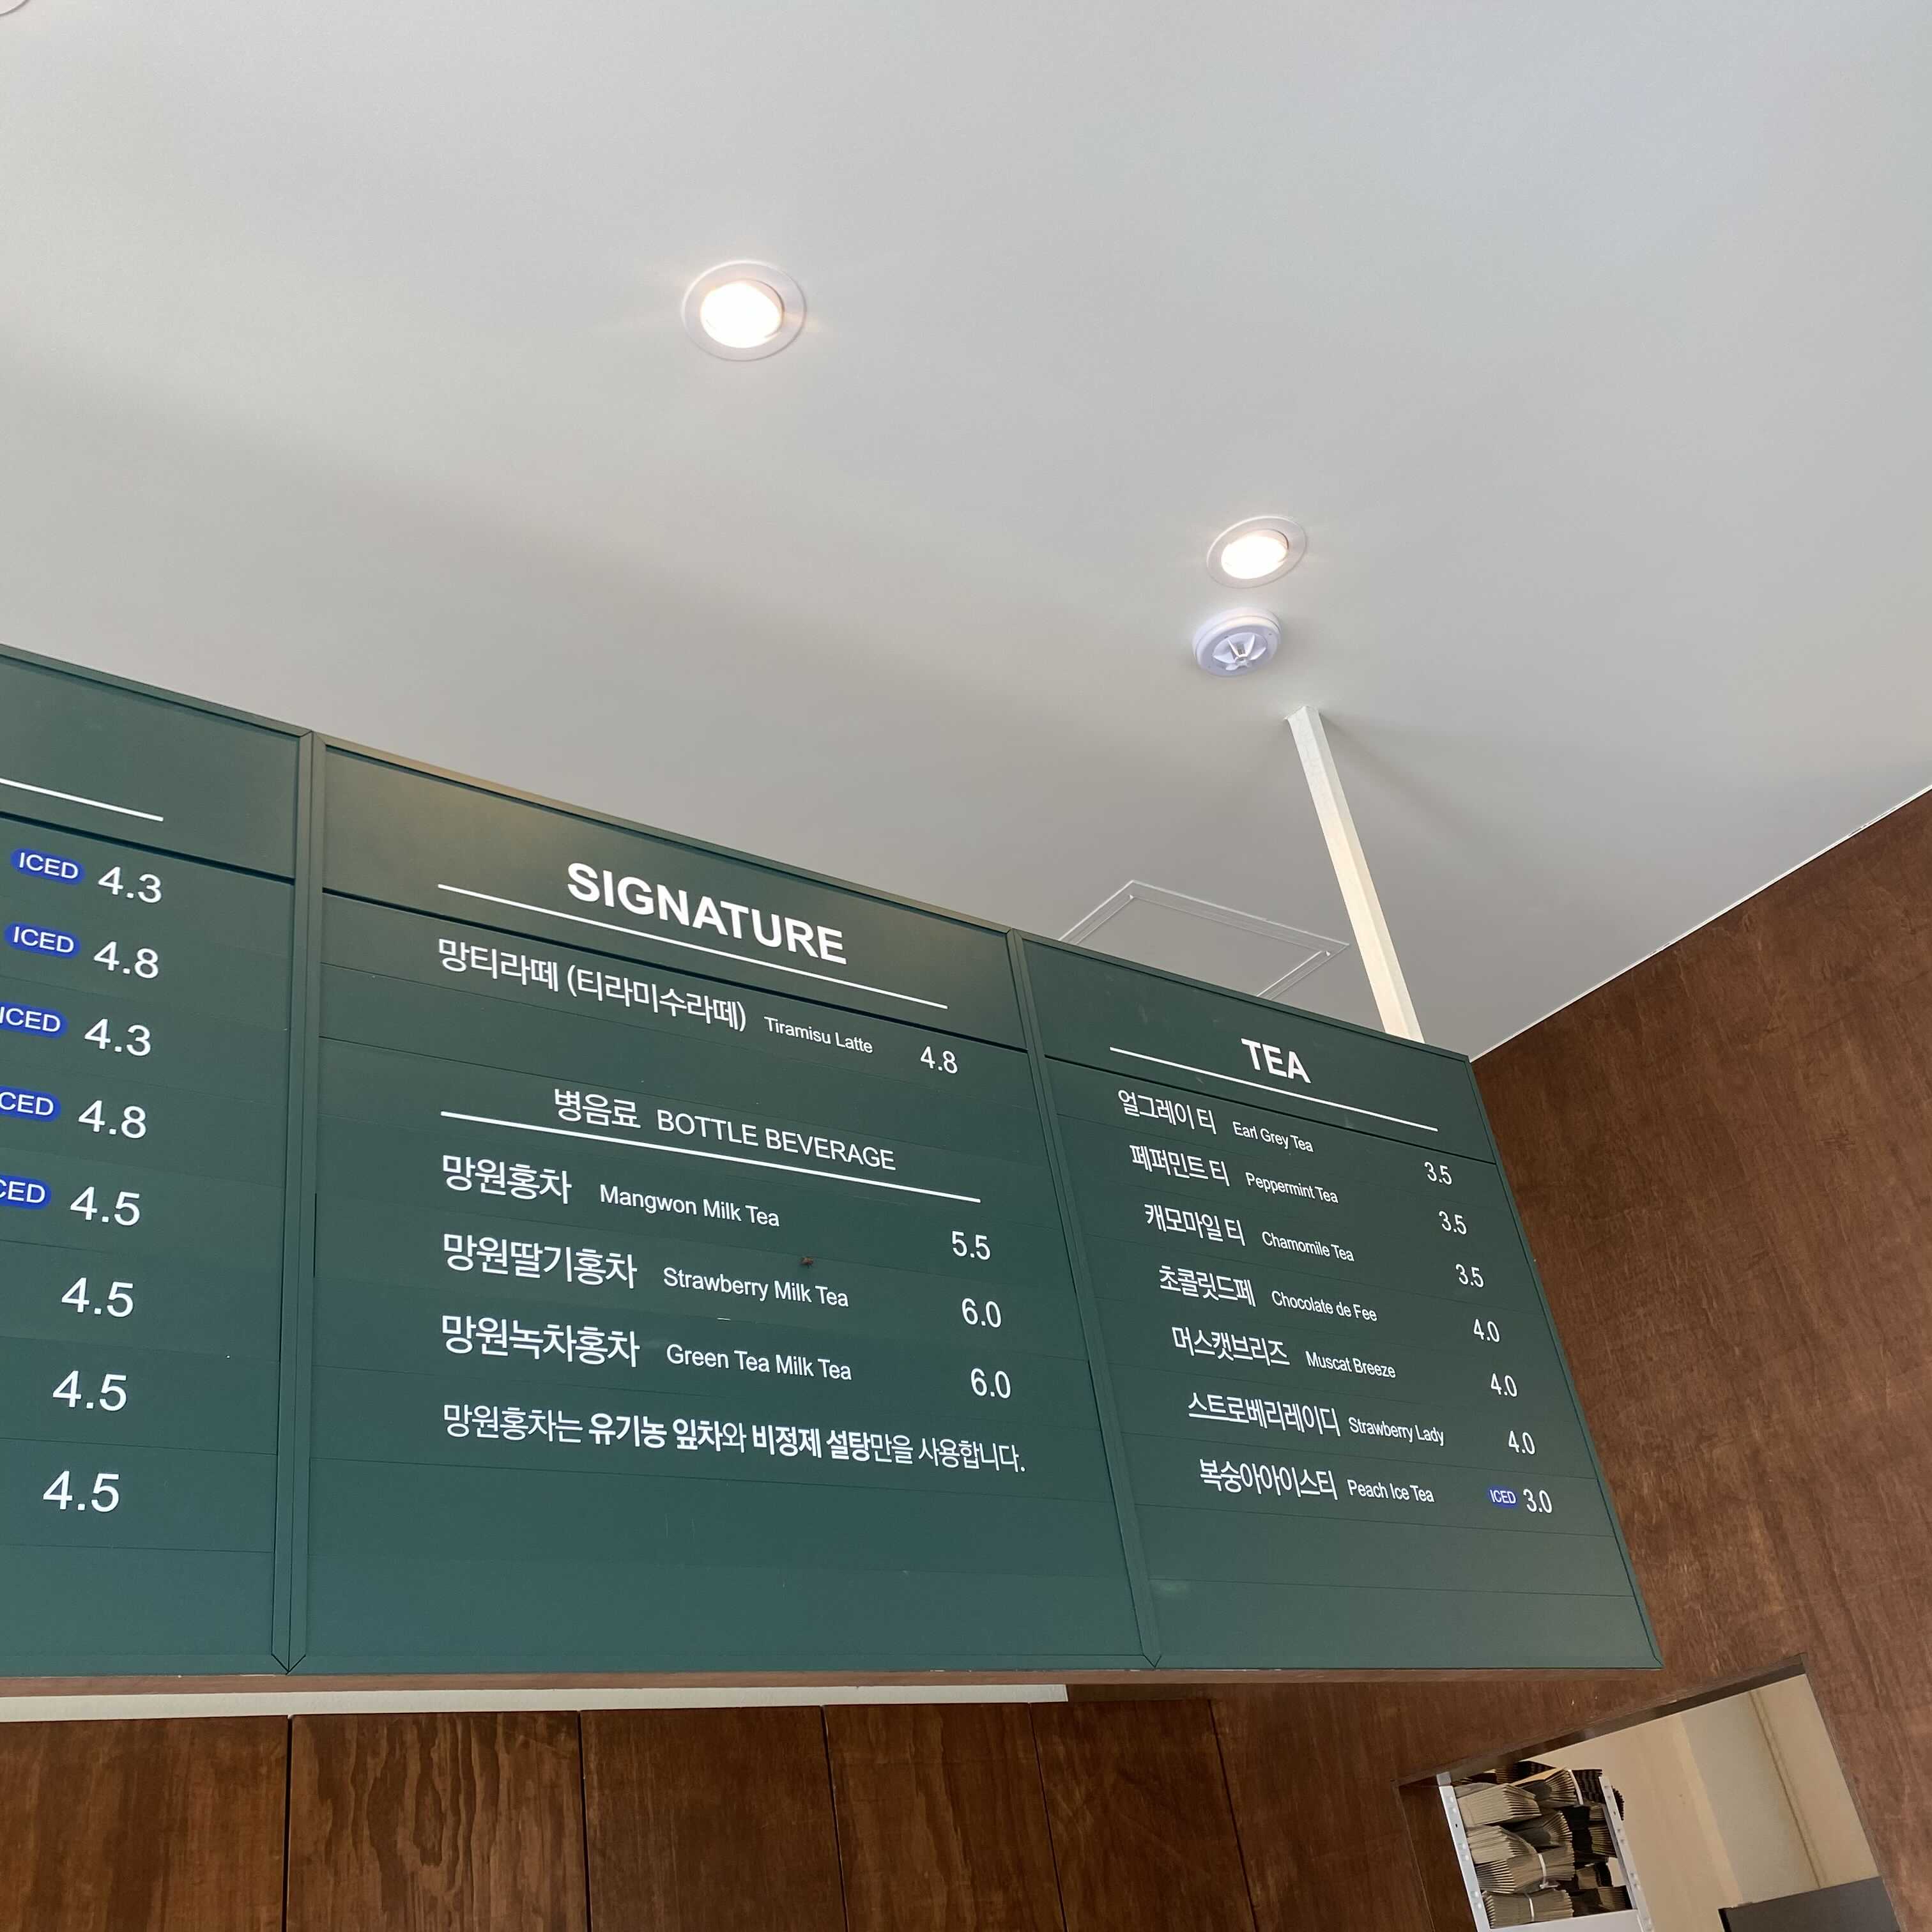 ICED 4.3
ICED 4.8
ICED 4.3
ICED 4.8
ICED 4.5
4.5
4.5
4.5
SIGNATURE
망티라떼 (티라미수라떼) Tiramisu Latte 4.8
병음료 BOTTLE BEVERAGE
망원홍차 Mangwon Milk Tea 5.5
망원딸기홍차 Strawberry Milk Tea 6.0
망원녹차홍차 Green Tea Milk Tea 6.0
망원홍차는 유기농 잎차와 비정제 설탕만을 사용합니다.
TEA
얼그레이 티 Earl Grey Tea 3.5
페퍼민트 티 Peppermint Tea 3.5
캐모마일 티 Chamomile Tea 3.5
초콜릿드페 Chocolate de Fee 4.0
머스캣브리즈 Muscat Breeze 4.0
스트로베리레이디 Strawberry Lady 4.0
복숭아아이스티 Peach Ice Tea ICED 3.0